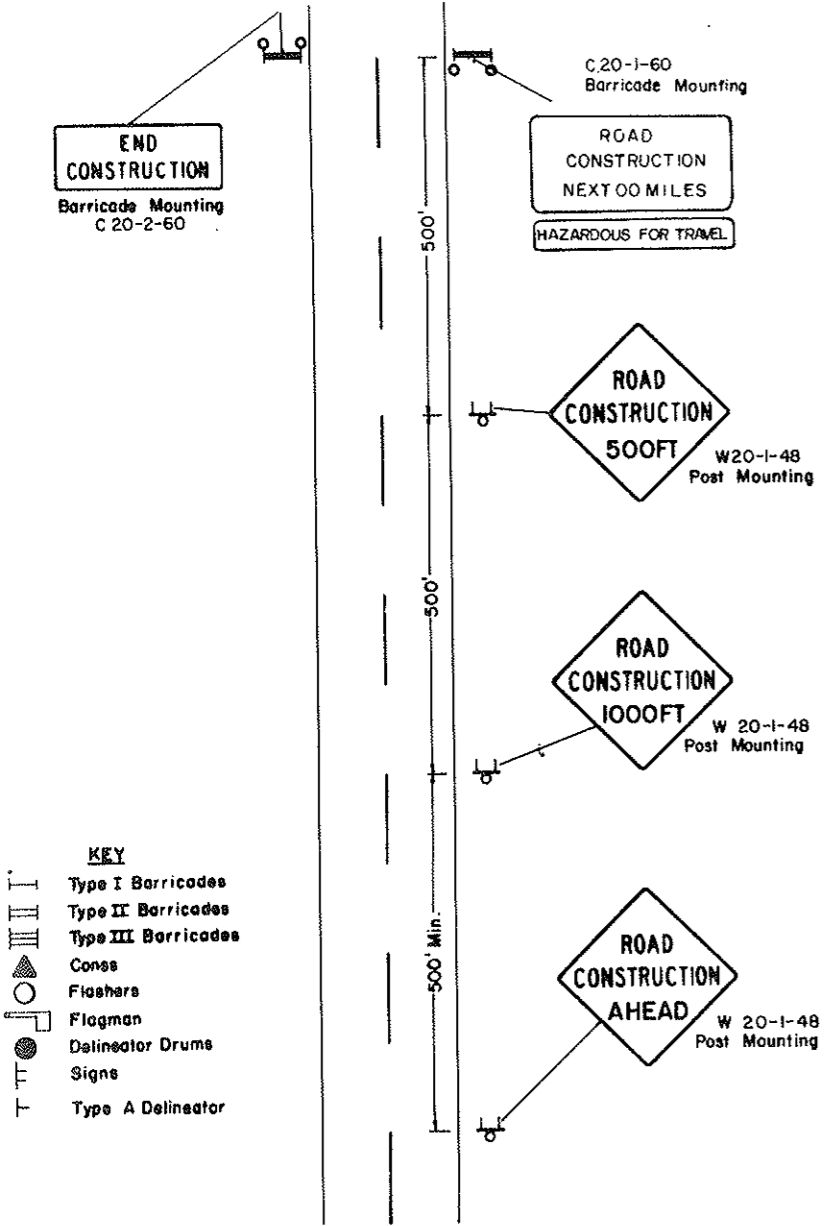 END
CONSTRUCTION
Barricade Mounting
C 20-2-60
C 20-1-60
Barricade Mounting
ROAD
CONSTRUCTION
NEXT OO MILES
HAZARDOUS FOR TRAVEL
500'
ROAD
CONSTRUCTION
500FT
W20-1-48
Post Mounting
500'
ROAD
CONSTRUCTION
1000FT
W 20-1-48
Post Mounting
500' Min.
ROAD
CONSTRUCTION
AHEAD
W 20-1-48
Post Mounting
KEY
Type I Barricades
Type II Barricades
Type III Barricades
Cones
Flashers
Flagman
Delineator Drums
Signs
Type A Delineator